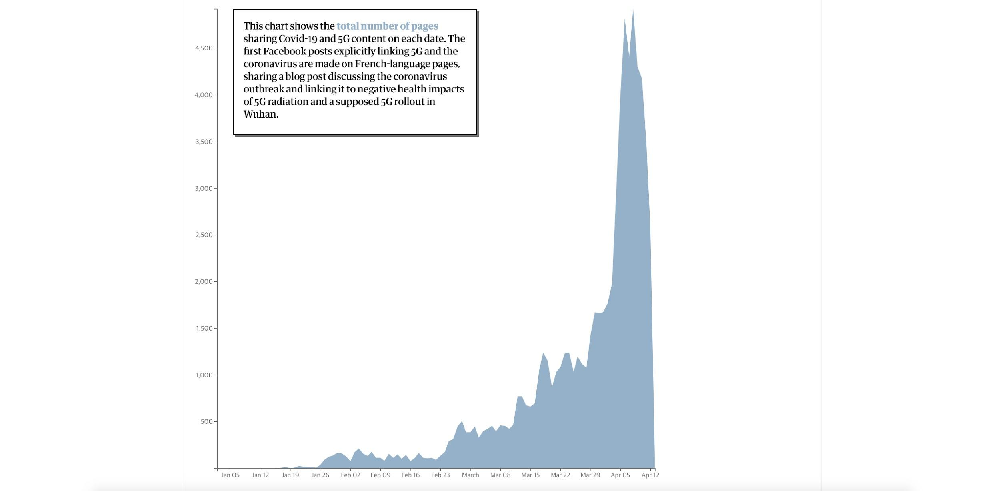 This chart shows the total number of pages
sharing Covid-19 and 5G content on each date. The
first Facebook posts explicitly linking 5G and the
coronavirus are made on French-language pages,
sharing a blog post discussing the coronavirus
outbreak and linking it to negative health impacts
of 5G radiation and a supposed 5G rollout in
Wuhan.
4,500
4,000
3,500
3,000
2,500
2,000
1,500
1,000
500
Jan 05 Jan 12 Jan 19 Jan 26 Feb 02 Feb 09 Feb 16 Feb 23 March Mar 08 Mar 15 Mar 22 Mar 29 Apr 05 Apr 12